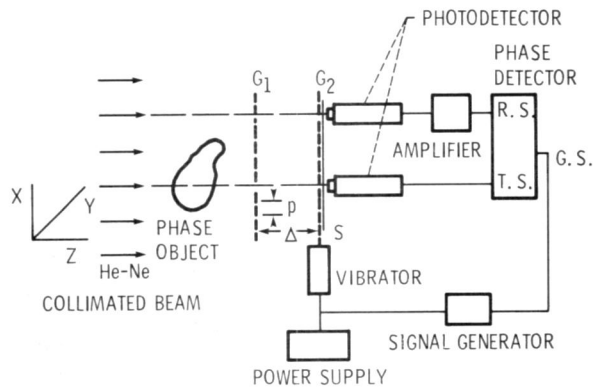 PHOTODETECTOR
PHASE
DETECTOR
G1
G2
R.S.
AMPLIFIER
G.S.
T.S.
X
Y
Z
PHASE
OBJECT
p
Δ
S
He-Ne
VIBRATOR
COLLIMATED BEAM
SIGNAL GENERATOR
POWER SUPPLY